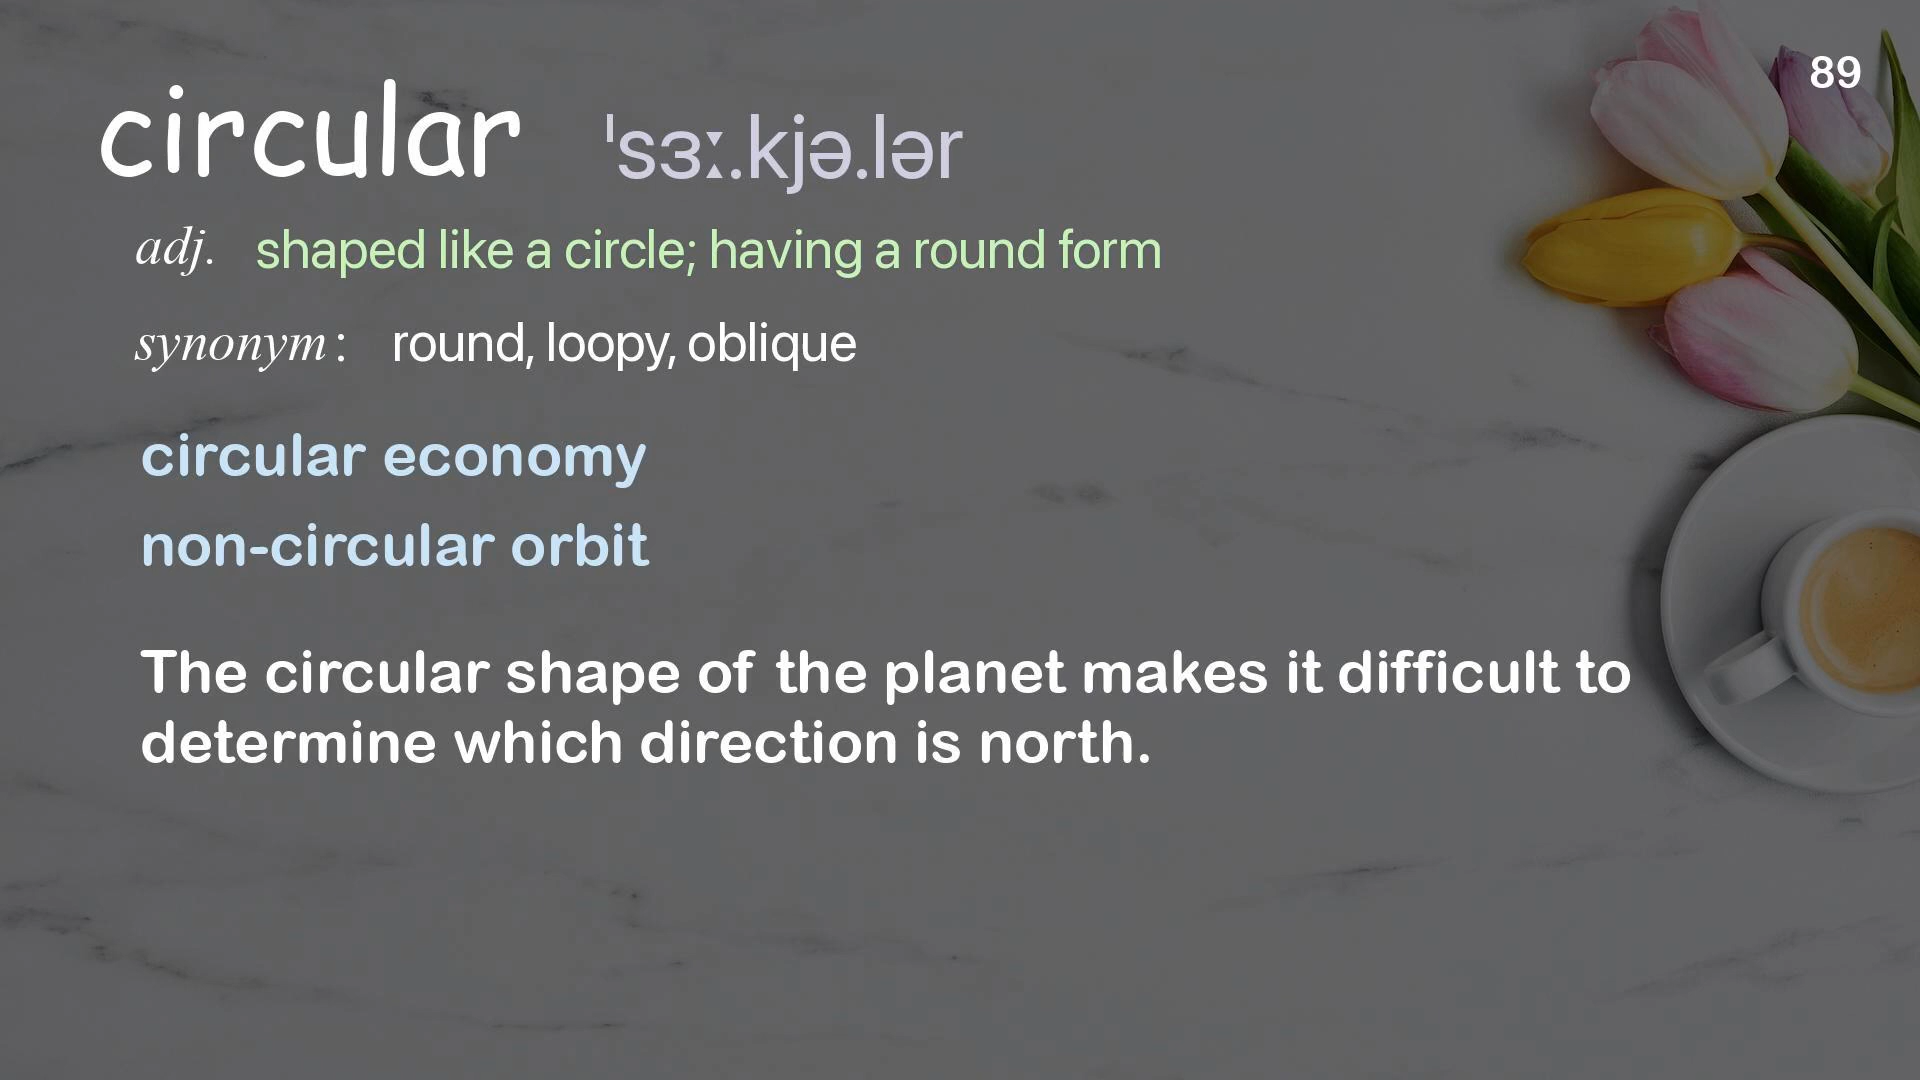 89
circular ˈsɜː.kjə.lər
adj. shaped like a circle; having a round form
synonym: round, loopy, oblique
circular economy
non-circular orbit
The circular shape of the planet makes it difficult to
determine which direction is north.